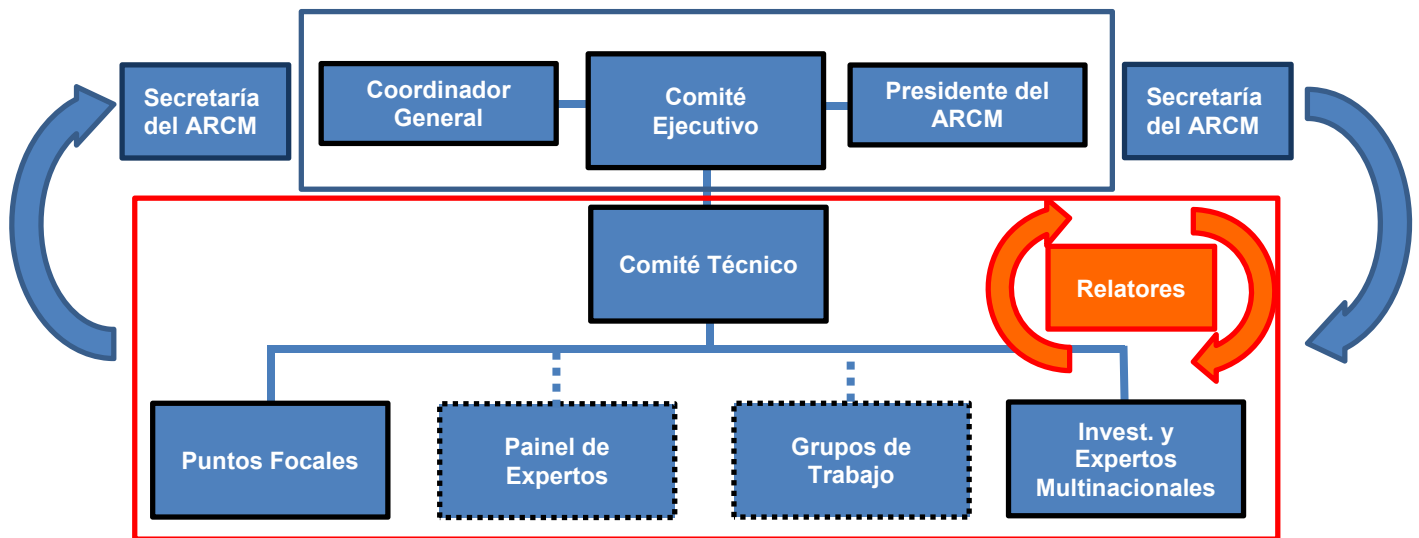 Secretaría
del ARCM
Coordinador
General
Comité
Ejecutivo
Presidente del
ARCM
Secretaría
del ARCM
Comité Técnico
Relatores
Puntos Focales
Painel de
Expertos
Grupos de
Trabajo
Invest. y
Expertos
Multinacionales